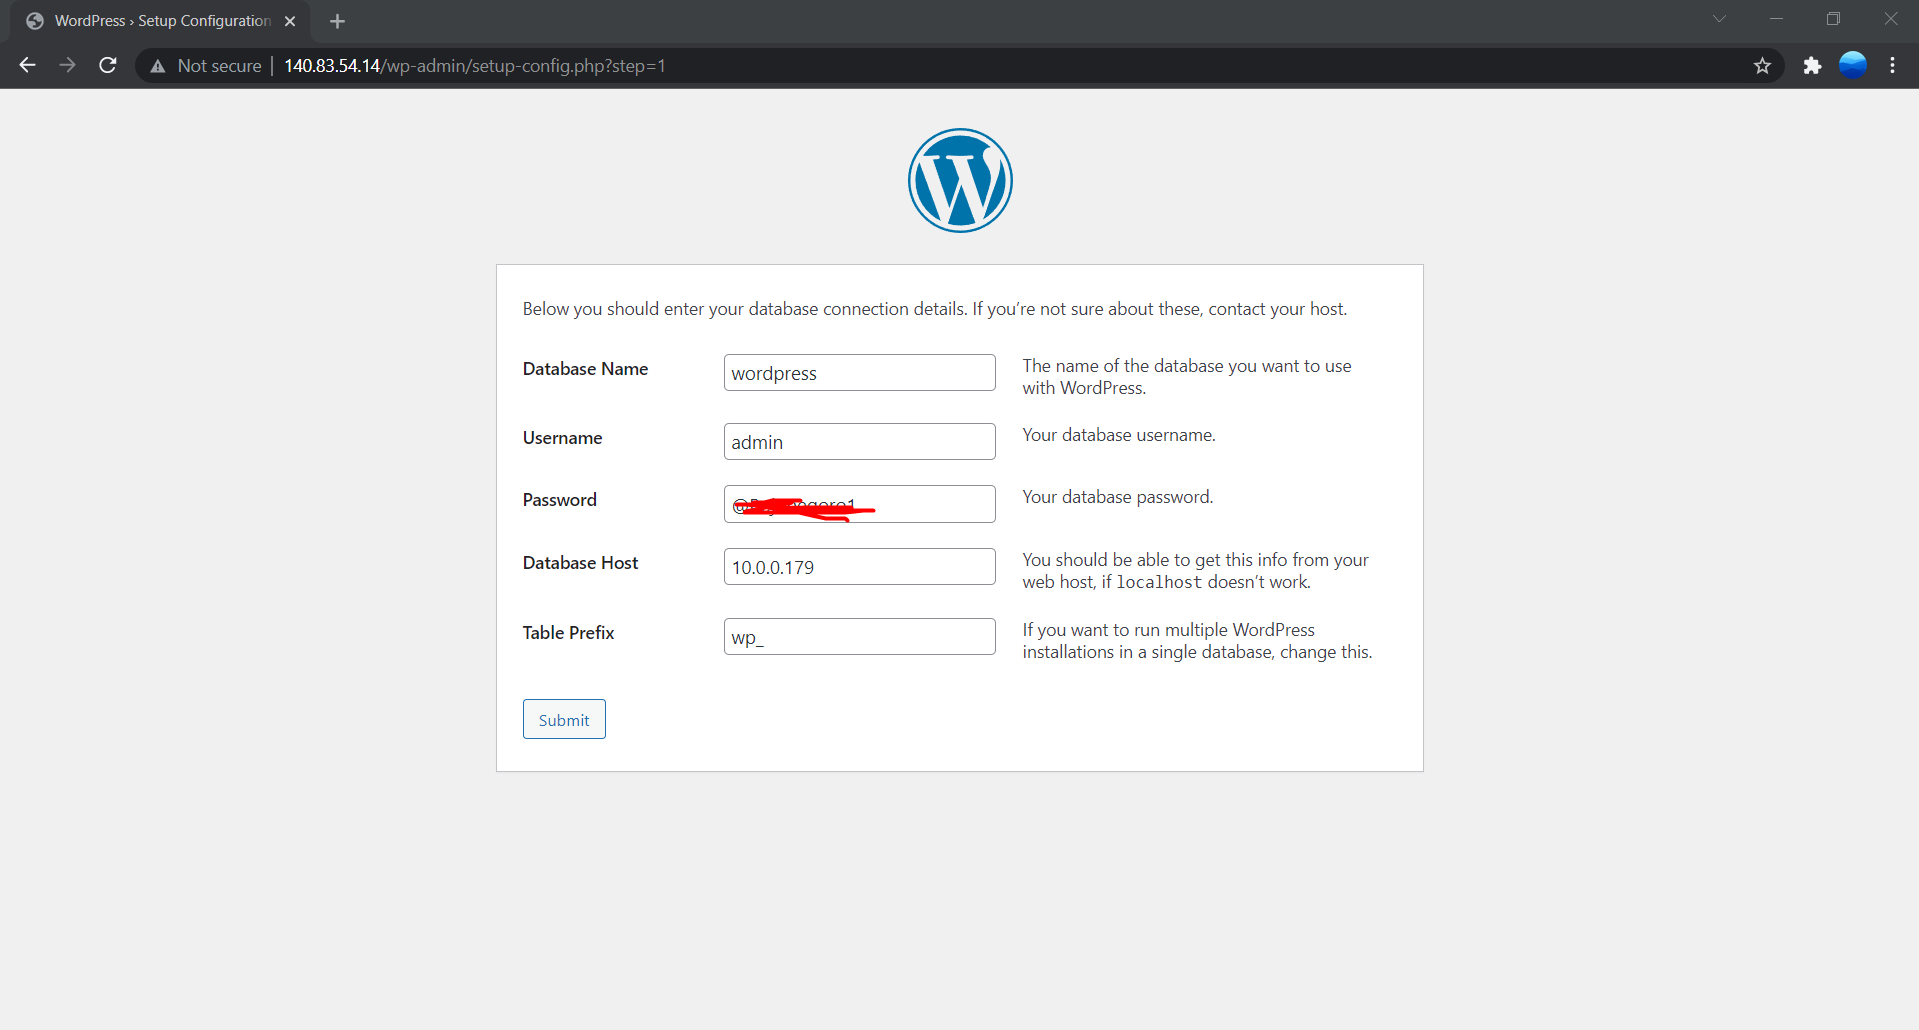 WordPress › Setup Configuration
Not secure | 140.83.54.14/wp-admin/setup-config.php?step=1
Below you should enter your database connection details. If you’re not sure about these, contact your host.
Database Name
wordpress
The name of the database you want to use
with WordPress.
Username
admin
Your database username.
Password
Your database password.
Database Host
10.0.0.179
You should be able to get this info from your
web host, if localhost doesn’t work.
Table Prefix
wp_
If you want to run multiple WordPress
installations in a single database, change this.
Submit